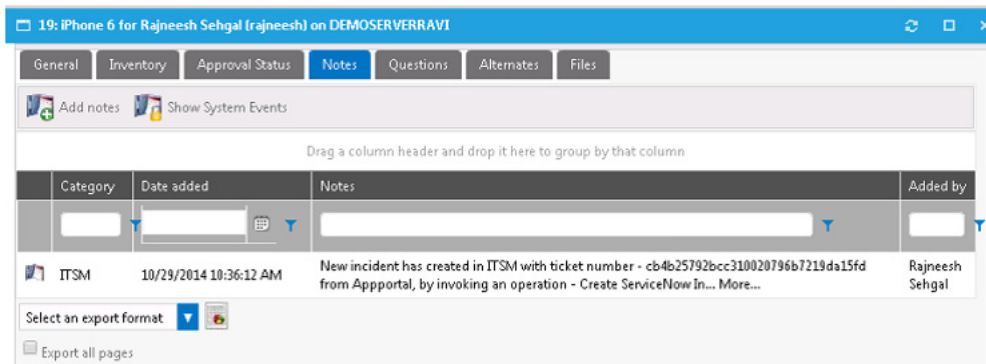 19: iPhone 6 for Rajneesh Sehgal (rajneesh) on DEMOSERVERRAVI
General Inventory Approval Status Notes Questions Alternates Files
Add notes Show System Events
Drag a column header and drop it here to group by that column
Category Date added Notes Added by
ITSM 10/29/2014 10:36:12 AM New incident has created in ITSM with ticket number - cb4b25792bcc310020796b7219da15fd Rajneesh
from Appportal, by invoking an operation - Create ServiceNow In... More... Sehgal
Select an export format
Export all pages